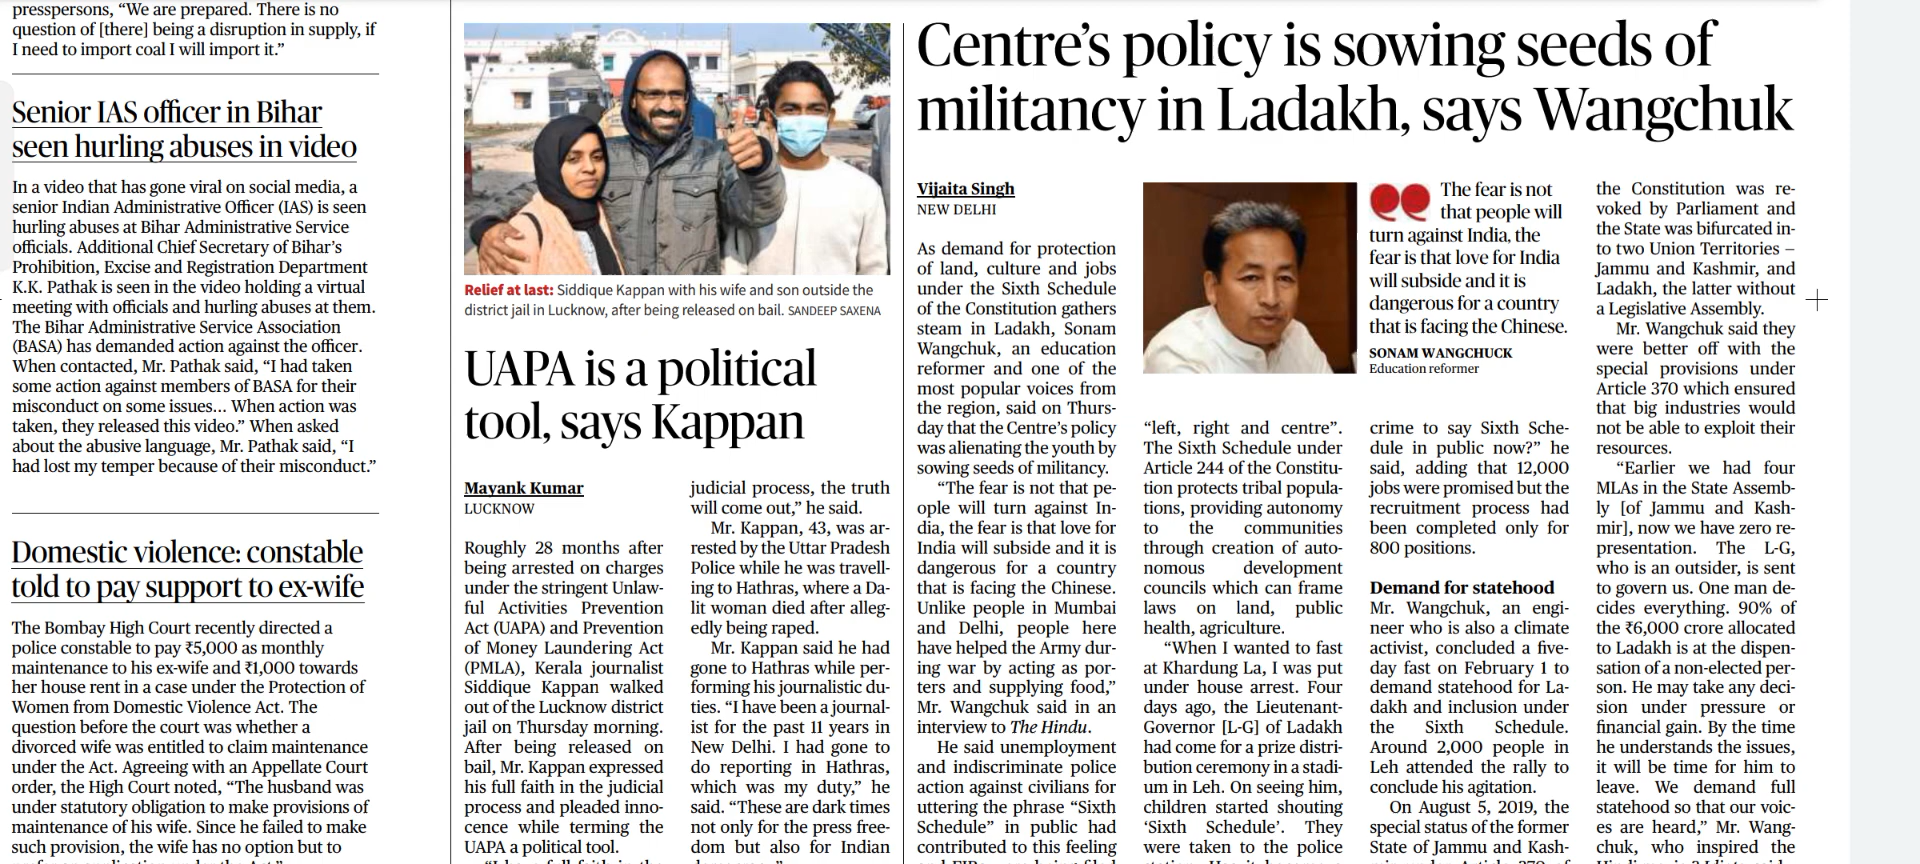 presspersons, “We are prepared. There is no
question of [there] being a disruption in supply, if
I need to import coal I will import it.”
Senior IAS officer in Bihar
seen hurling abuses in video
In a video that has gone viral on social media, a
senior Indian Administrative Officer (IAS) is seen
hurling abuses at Bihar Administrative Service
officials. Additional Chief Secretary of Bihar’s
Prohibition, Excise and Registration Department
K.K. Pathak is seen in the video holding a virtual
meeting with officials and hurling abuses at them.
The Bihar Administrative Service Association
(BASA) has demanded action against the officer.
When contacted, Mr. Pathak said, “I had taken
some action against members of BASA for their
misconduct on some issues... When action was
taken, they released this video.” When asked
about the abusive language, Mr. Pathak said, “I
had lost my temper because of their misconduct.”
Domestic violence: constable
told to pay support to ex-wife
The Bombay High Court recently directed a
police constable to pay ₹5,000 as monthly
maintenance to his ex-wife and ₹1,000 towards
her house rent in a case under the Protection of
Women from Domestic Violence Act. The
question before the court was whether a
divorced wife was entitled to claim maintenance
under the Act. Agreeing with an Appellate Court
order, the High Court noted, “The husband was
under statutory obligation to make provisions of
maintenance of his wife. Since he failed to make
such provision, the wife has no option but to
Relief at last: Siddique Kappan with his wife and son outside the
district jail in Lucknow, after being released on bail. SANDEEP SAXENA
UAPA is a political
tool, says Kappan
Mayank Kumar
LUCKNOW
Roughly 28 months after
being arrested on charges
under the stringent Unlaw-
ful Activities Prevention
Act (UAPA) and Prevention
of Money Laundering Act
(PMLA), Kerala journalist
Siddique Kappan walked
out of the Lucknow district
jail on Thursday morning.
After being released on
bail, Mr. Kappan expressed
his full faith in the judicial
process and pleaded inno-
cence while terming the
UAPA a political tool.
judicial process, the truth
will come out,” he said.
Mr. Kappan, 43, was ar-
rested by the Uttar Pradesh
Police while he was travell-
ing to Hathras, where a Da-
lit woman died after alleg-
edly being raped.
Mr. Kappan said he had
gone to Hathras while per-
forming his journalistic du-
ties. “I have been a journal-
ist for the past 11 years in
New Delhi. I had gone to
do reporting in Hathras,
which was my duty,” he
said. “These are dark times
not only for the press free-
dom but also for Indian
Centre’s policy is sowing seeds of
militancy in Ladakh, says Wangchuk
Vijaita Singh
NEW DELHI
As demand for protection
of land, culture and jobs
under the Sixth Schedule
of the Constitution gathers
steam in Ladakh, Sonam
Wangchuk, an education
reformer and one of the
most popular voices from
the region, said on Thurs-
day that the Centre’s policy
was alienating the youth by
sowing seeds of militancy.
“The fear is not that pe-
ople will turn against In-
dia, the fear is that love for
India will subside and it is
dangerous for a country
that is facing the Chinese.
Unlike people in Mumbai
and Delhi, people here
have helped the Army dur-
ing war by acting as por-
ters and supplying food,”
Mr. Wangchuk said in an
interview to The Hindu.
He said unemployment
and indiscriminate police
action against civilians for
uttering the phrase “Sixth
Schedule” in public had
contributed to this feeling
The fear is not
that people will
turn against India, the
fear is that love for India
will subside and it is
dangerous for a country
that is facing the Chinese.
SONAM WANGCHUCK
Education reformer
“left, right and centre”.
The Sixth Schedule under
Article 244 of the Constitu-
tion protects tribal popula-
tions, providing autonomy
to the communities
through creation of auto-
nomous development
councils which can frame
laws on land, public
health, agriculture.
“When I wanted to fast
at Khardung La, I was put
under house arrest. Four
days ago, the Lieutenant-
Governor [L-G] of Ladakh
had come for a prize distri-
bution ceremony in a stadi-
um in Leh. On seeing him,
children started shouting
‘Sixth Schedule’. They
were taken to the police
crime to say Sixth Sche-
dule in public now?” he
said, adding that 12,000
jobs were promised but the
recruitment process had
been completed only for
800 positions.
Demand for statehood
Mr. Wangchuk, an engi-
neer who is also a climate
activist, concluded a five-
day fast on February 1 to
demand statehood for La-
dakh and inclusion under
the Sixth Schedule.
Around 2,000 people in
Leh attended the rally to
conclude his agitation.
On August 5, 2019, the
special status of the former
State of Jammu and Kash-
the Constitution was re-
voked by Parliament and
the State was bifurcated in-
to two Union Territories –
Jammu and Kashmir, and
Ladakh, the latter without
a Legislative Assembly.
Mr. Wangchuk said they
were better off with the
special provisions under
Article 370 which ensured
that big industries would
not be able to exploit their
resources.
“Earlier we had four
MLAs in the State Assemb-
ly [of Jammu and Kash-
mir], now we have zero re-
presentation. The L-G,
who is an outsider, is sent
to govern us. One man de-
cides everything. 90% of
the ₹6,000 crore allocated
to Ladakh is at the dispen-
sation of a non-elected per-
son. He may take any deci-
sion under pressure or
financial gain. By the time
he understands the issues,
it will be time for him to
leave. We demand full
statehood so that our voic-
es are heard,” Mr. Wang-
chuk, who inspired the